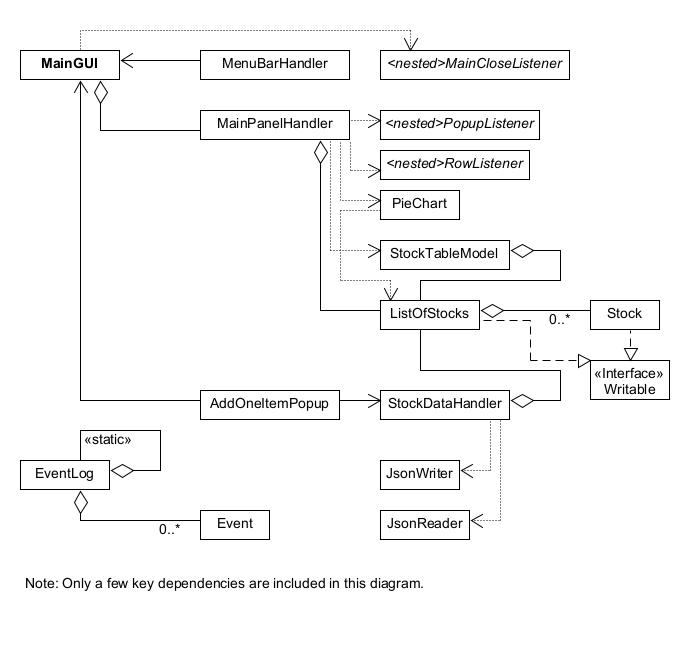 MainGUI
MenuBarHandler
<nested>MainCloseListener
MainPanelHandler
<nested>PopupListener
<nested>RowListener
PieChart
StockTableModel
ListOfStocks
0..*
Stock
«Interface»
Writable
AddOneItemPopup
StockDataHandler
«static»
EventLog
JsonWriter
0..*
Event
JsonReader
Note: Only a few key dependencies are included in this diagram.